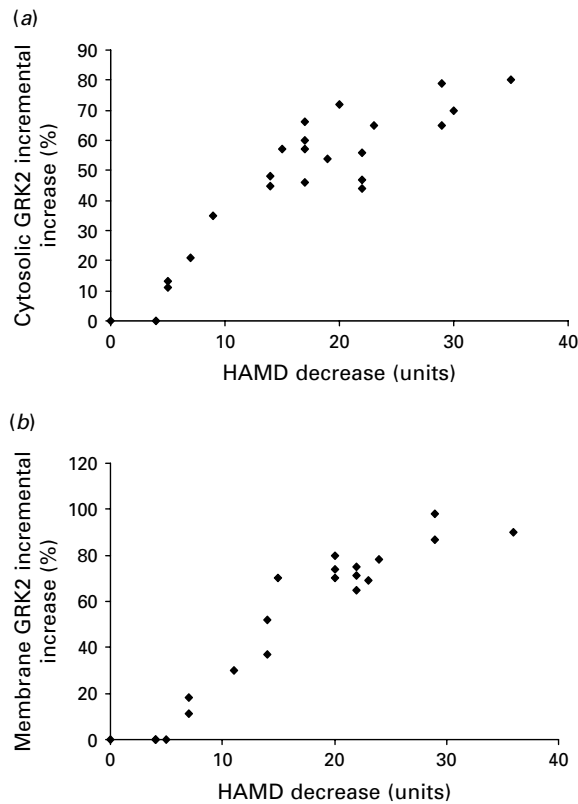 (a)
Cytosolic GRK2 incremental
increase (%)
90
80
70
60
50
40
30
20
10
0
0 10 20 30 40
HAMD decrease (units)
(b)
Membrane GRK2 incremental
increase (%)
120
100
80
60
40
20
0
0 10 20 30 40
HAMD decrease (units)